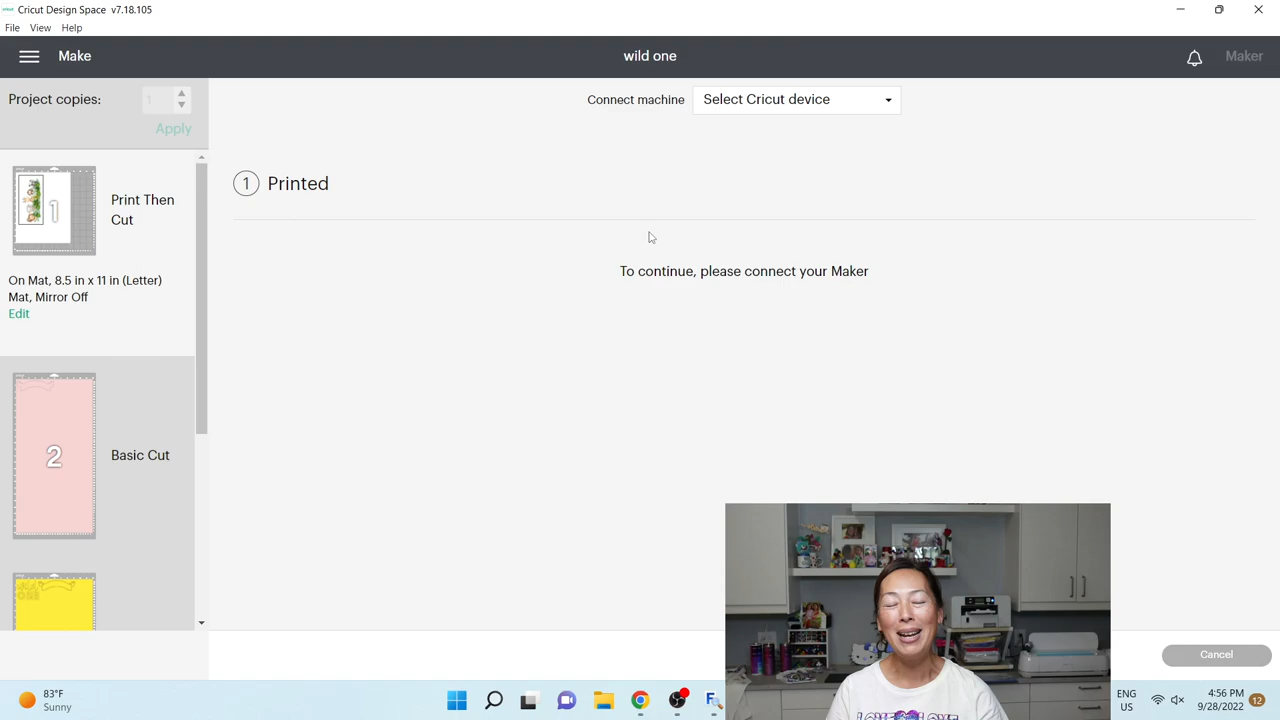 Cricut Design Space v7.18.105
File View Help
Make
wild one
Maker
Project copies: 1
Apply
Connect machine Select Cricut device
1 Printed
To continue, please connect your Maker
1
Print Then
Cut
On Mat, 8.5 in x 11 in (Letter)
Mat, Mirror Off
Edit
2
Basic Cut
Cancel
83°F
Sunny
ENG
US
4:56 PM
9/28/2022
12